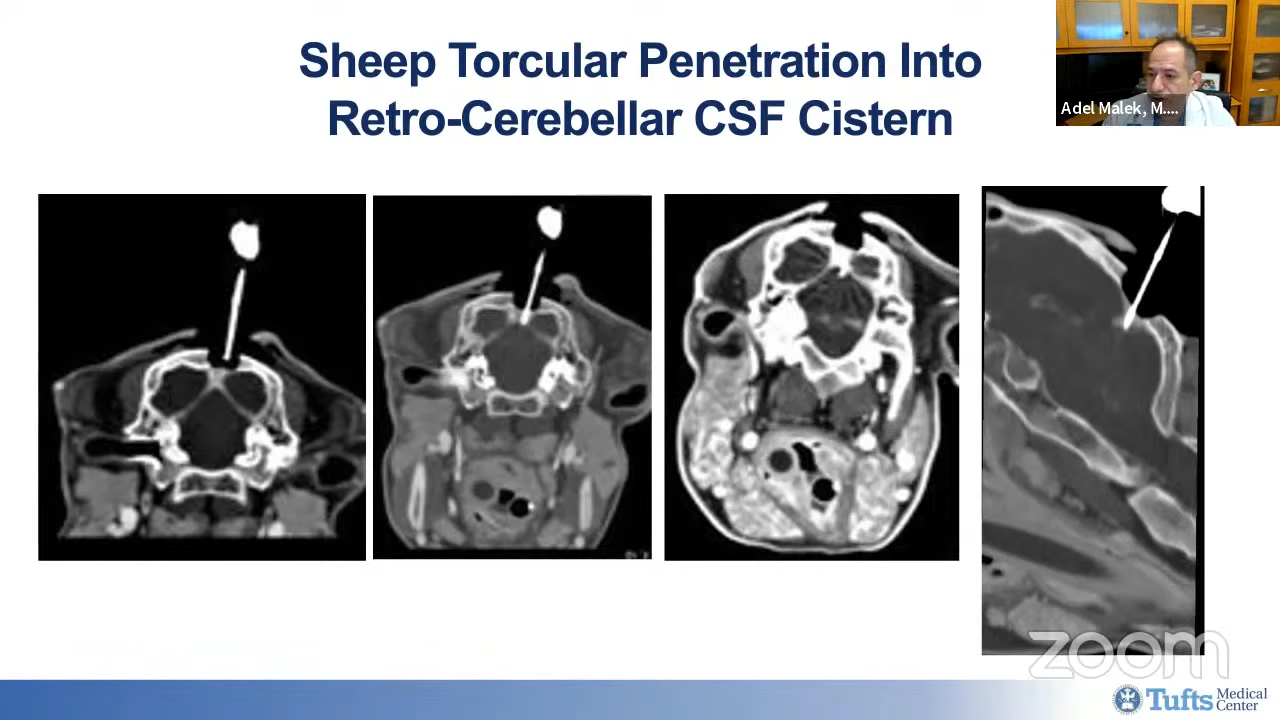 Sheep Torcular Penetration Into
Retro-Cerebellar CSF Cistern
Adel Malek, M....
zoom
Tufts Medical
Center